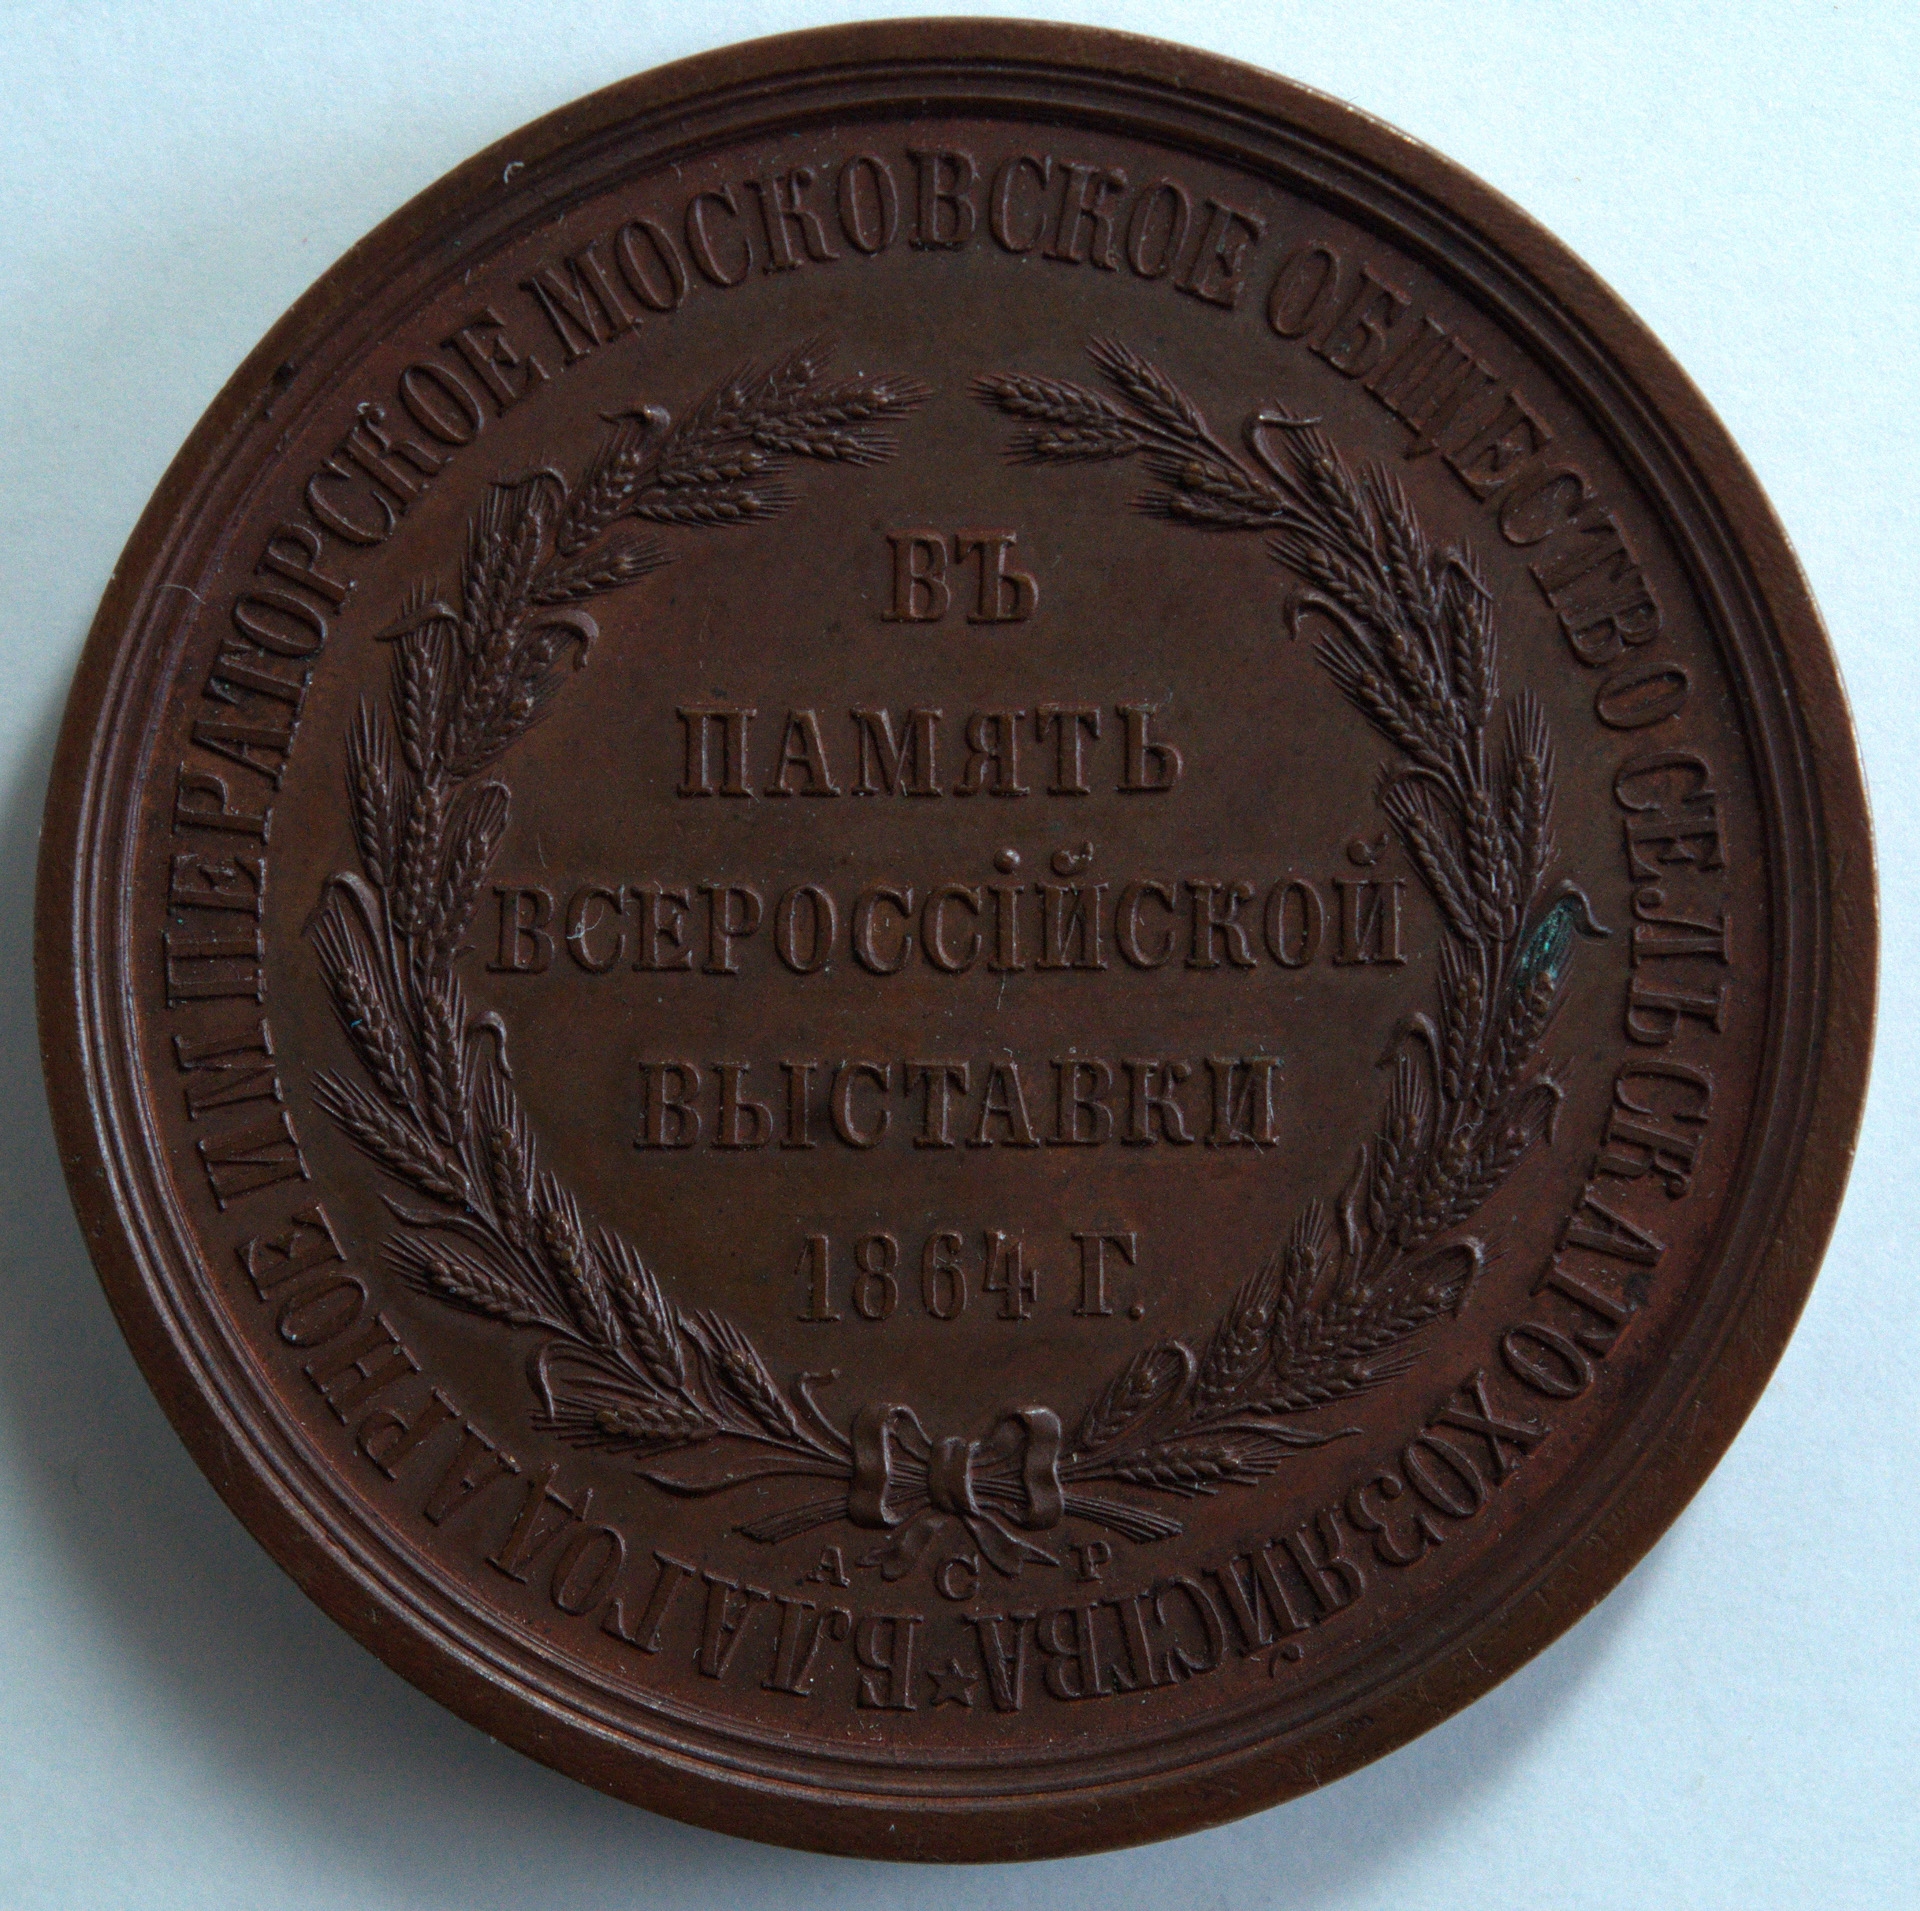 БЛАГОДАРНОЕ ИМПЕРАТОРСКОЕ МОСКОВСКОЕ ОБЩЕСТВО СЕЛЬСКАГО ХОЗЯЙСТВА
ВЪ
ПАМЯТЬ
ВСЕРОССІЙСКОЙ
ВЫСТАВКИ
1864 Г.
А С Р